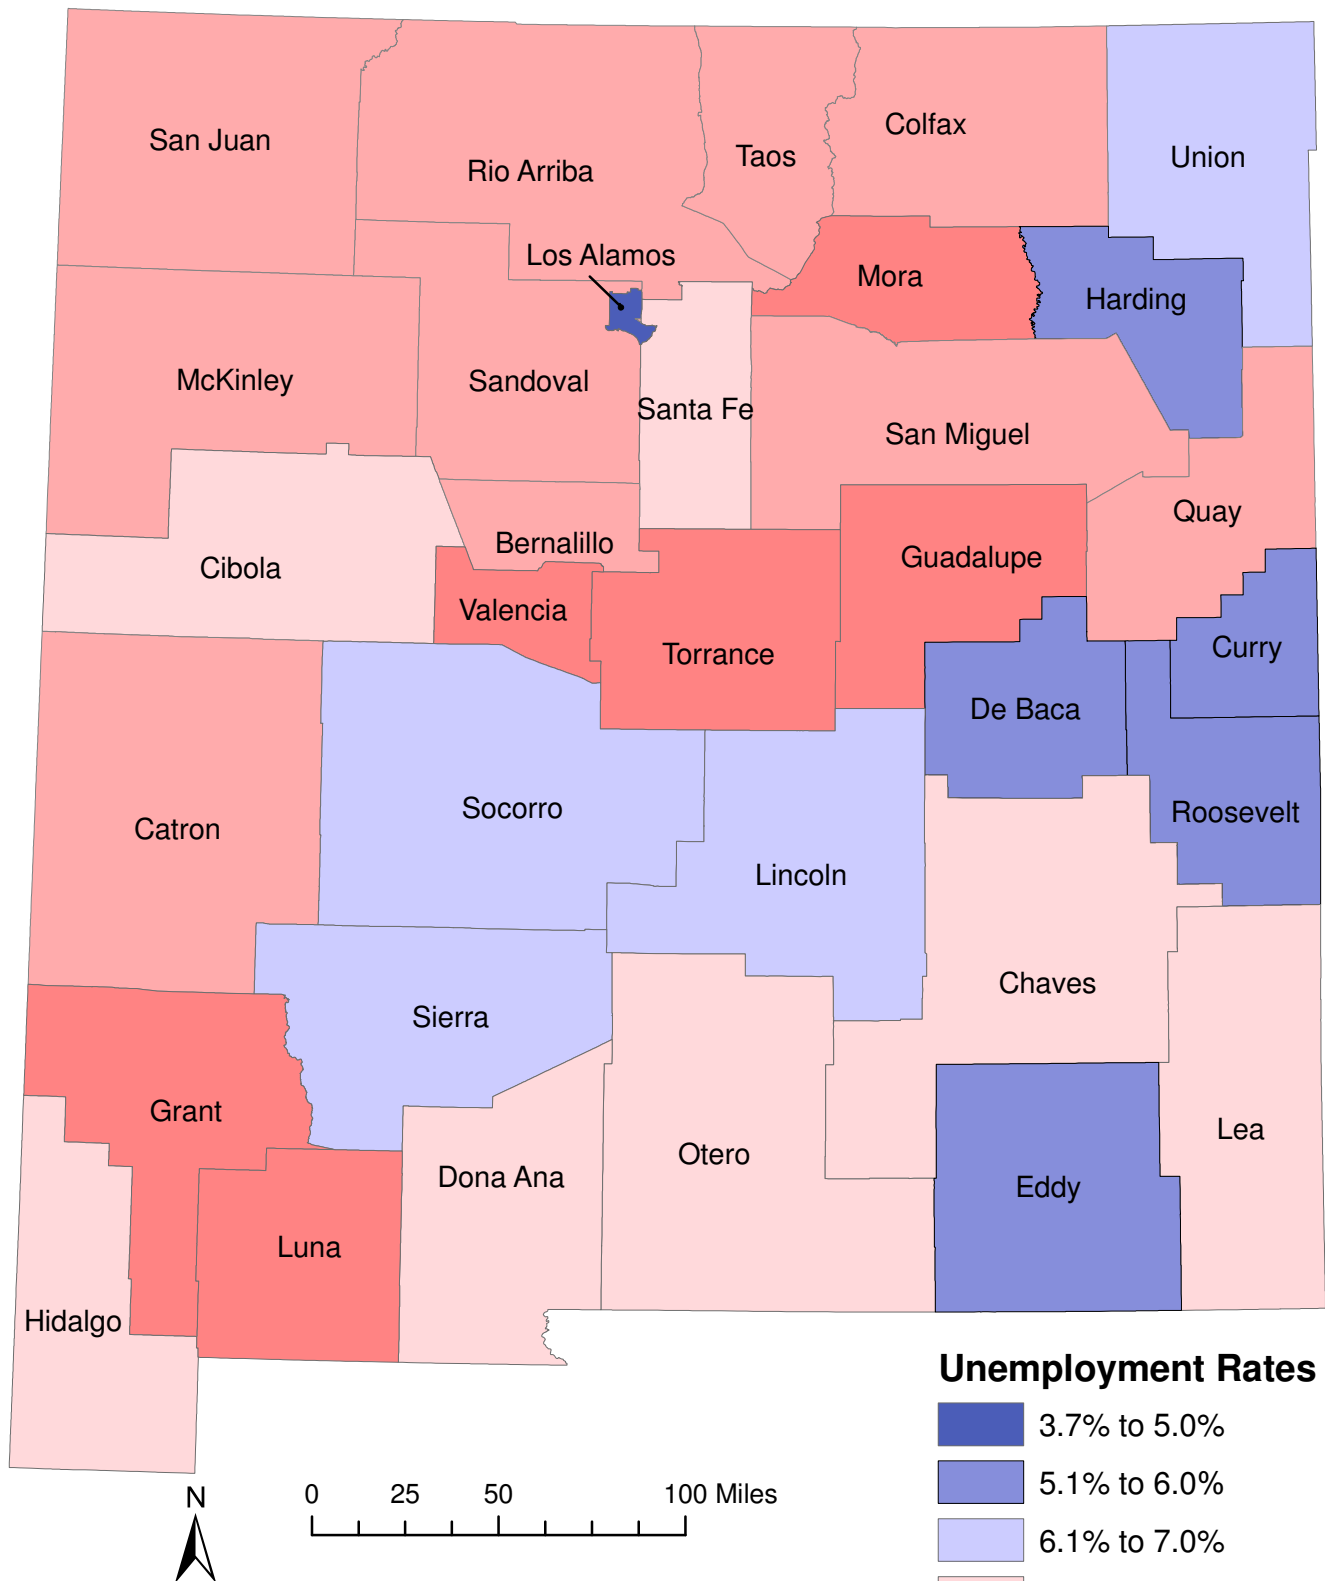 San Juan
Rio Arriba
Taos
Colfax
Union
Los Alamos
Mora
Harding
McKinley
Sandoval
Santa Fe
San Miguel
Quay
Bernalillo
Cibola
Guadalupe
Valencia
Torrance
Curry
De Baca
Socorro
Roosevelt
Catron
Lincoln
Chaves
Sierra
Grant
Lea
Otero
Dona Ana
Eddy
Luna
Hidalgo
Unemployment Rates
3.7% to 5.0%
5.1% to 6.0%
6.1% to 7.0%
N
0 25 50 100 Miles